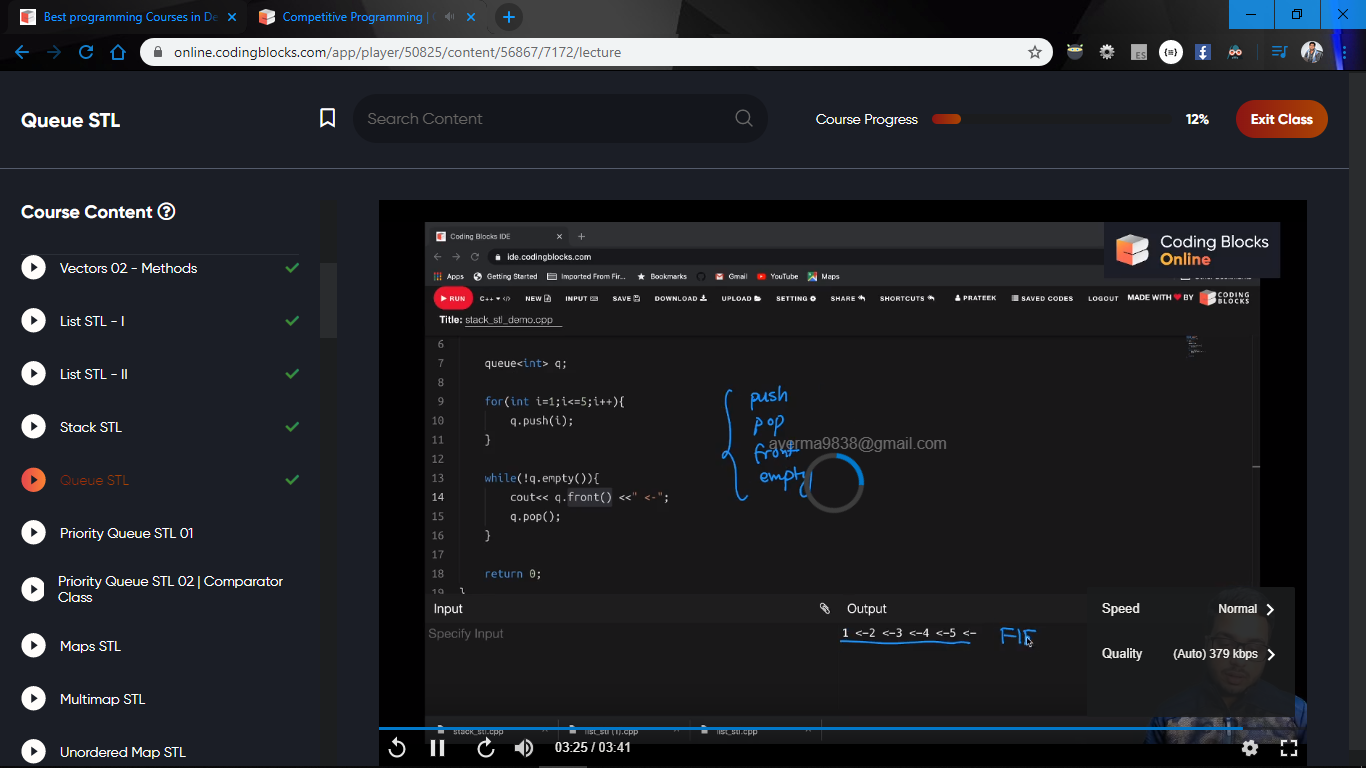 Best programming Courses in De
Competitive Programming |
online.codingblocks.com/app/player/50825/content/56867/7172/lecture
Queue STL
Search Content
Course Progress
12%
Exit Class
Course Content
Vectors 02 - Methods
List STL - I
List STL - II
Stack STL
Queue STL
Priority Queue STL 01
Priority Queue STL 02 | Comparator
Class
Maps STL
Multimap STL
Unordered Map STL
Coding Blocks IDE
ide.codingblocks.com
Apps Getting Started Imported From Fir... Bookmarks Gmail YouTube Maps
Coding Blocks
Online
RUN C++ NEW INPUT SAVE DOWNLOAD UPLOAD SETTING SHARE SHORTCUTS PRATEEK SAVED CODES LOGOUT MADE WITH BY CODING BLOCKS
Title: stack_stl_demo.cpp
6
7 queue<int> q;
8
9 for(int i=1;i<=5;i++){
10 q.push(i);
11 }
12
13 while(!q.empty()){
14 cout<< q.front() <<" <-";
15 q.pop();
16 }
17
18 return 0;
19 }
push
pop
front
empty
averma9838@gmail.com
Input
Output
Specify Input
1 <-2 <-3 <-4 <-5 <-
FIF
Speed Normal
Quality (Auto) 379 kbps
stack_stl.cpp
list_stl (1).cpp
list_stl.cpp
03:25 / 03:41